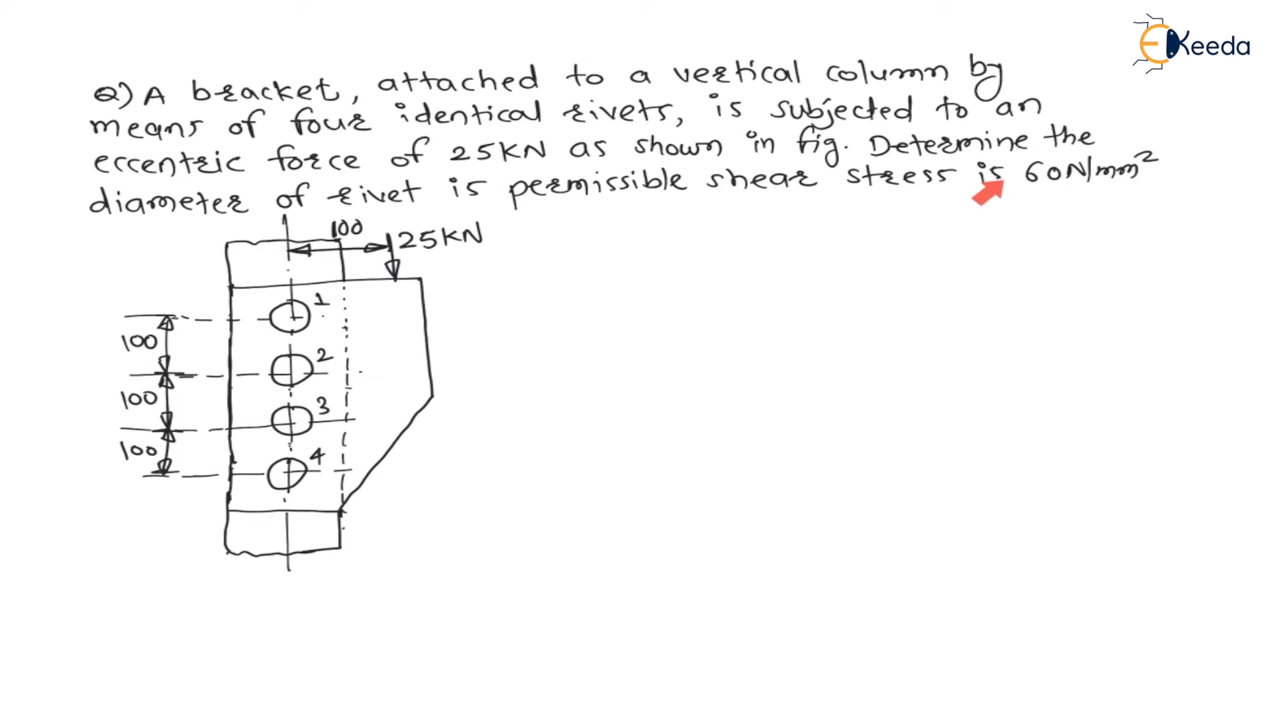 EKeeda
Q) A bracket, attached to a vertical column by
means of four identical rivets, is subjected to an
eccentric force of 25KN as shown in fig. Determine the
diameter of rivet is permissible shear stress is 60N/mm²
100
25KN
1
100
2
100
3
100
4